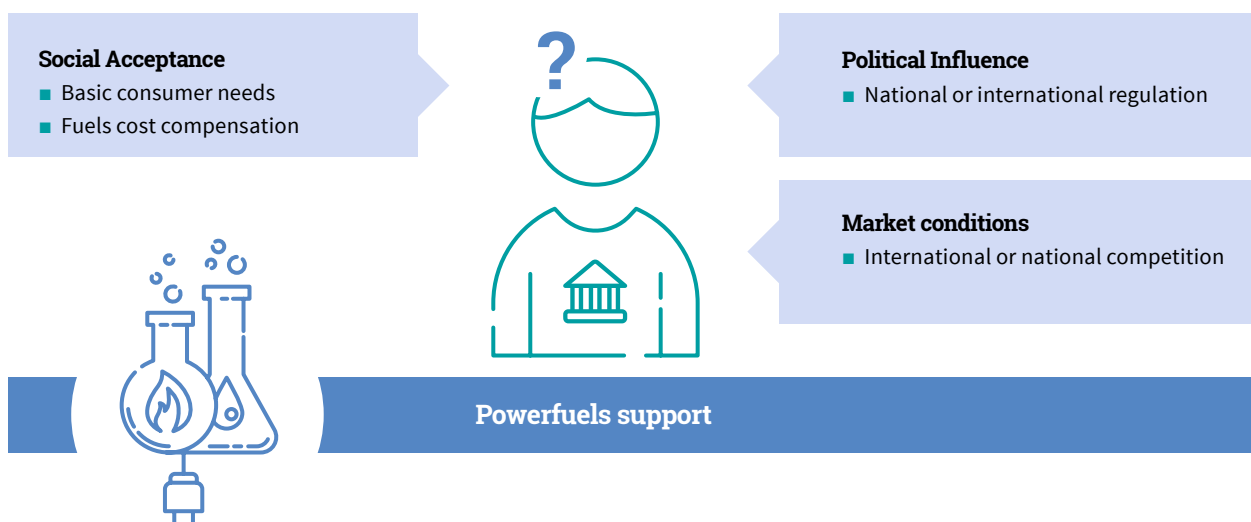 Social Acceptance
Basic consumer needs
Fuels cost compensation
?
Political Influence
National or international regulation
Market conditions
International or national competition
Powerfuels support